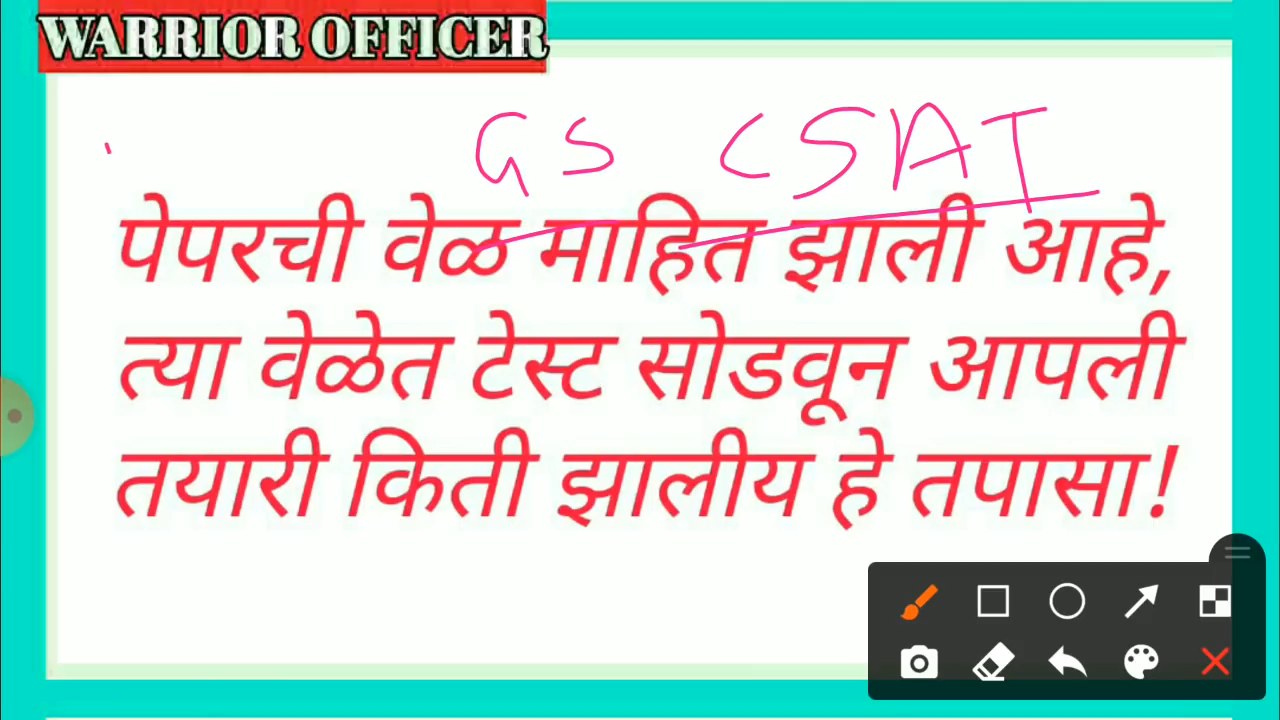 WARRIOR OFFICER
GS CSAT
पेपरची वेळ माहित झाली आहे,
त्या वेळेत टेस्ट सोडवून आपली
तयारी किती झालीय हे तपासा!